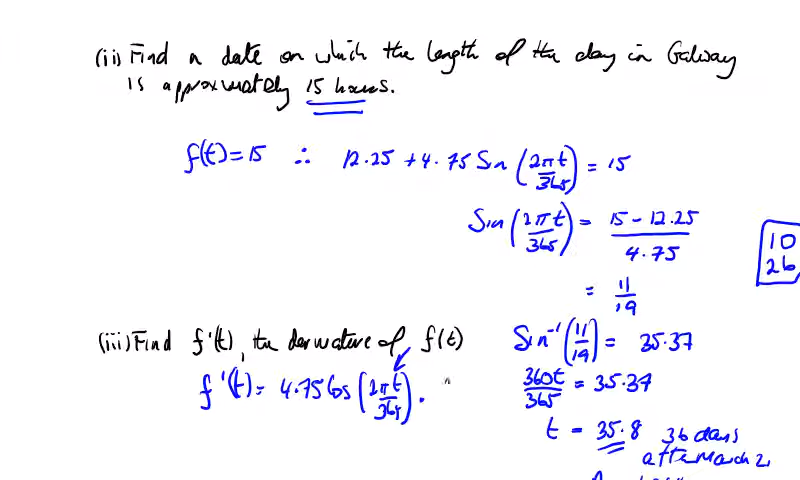 (ii) Find a date on which the length of the day in Galway
is approximately 15 hours.
f(t) = 15 ∴ 12.25 + 4.75 Sin (2πt/365) = 15
Sin (2πt/365) = 15 - 12.25 / 4.75
= 11/19
10
26
(iii) Find f'(t), the derivative of f(t)
f'(t) = 4.75 Cos (2πt/365) .
Sin⁻¹ (11/19) = 35.37
360t/365 = 35.37
t = 35.8 36 days
after March 2